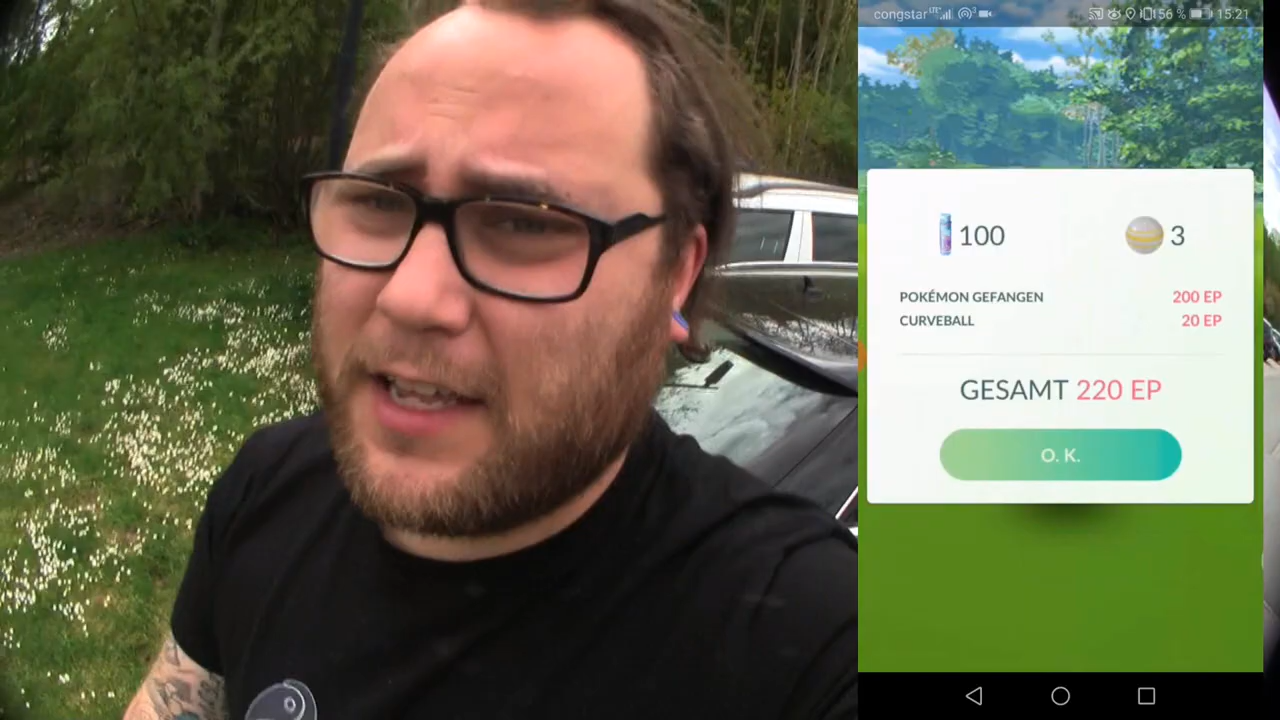 congstar 56 % 15:21
100 3
POKÉMON GEFANGEN 200 EP
CURVEBALL 20 EP
GESAMT 220 EP
O. K.